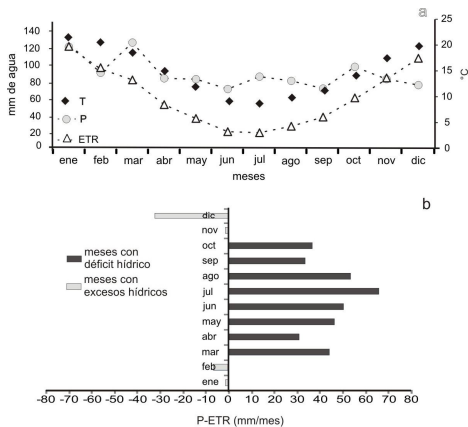 a
140
120
100
80
60
40
20
0
mm de agua
25
20
15
10
5
0
°C
T
P
ETR
ene feb mar abr may jun jul ago sep oct nov dic
meses
b
dic
nov
oct
sep
ago
jul
jun
may
abr
mar
feb
ene
meses con
déficit hídrico
meses con
excesos hídricos
-80 -70 -60 -50 -40 -30 -20 -10 0 10 20 30 40 50 60 70 80
P-ETR (mm/mes)